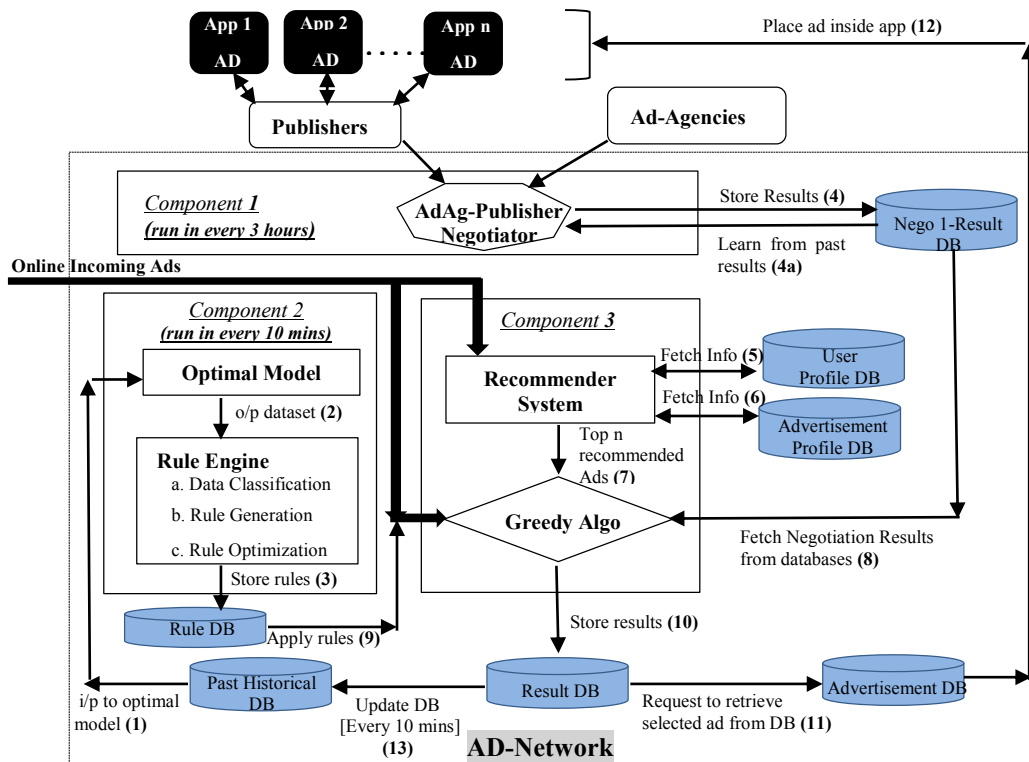 App 1
AD
App 2
AD
. . . . .
App n
AD
Place ad inside app (12)
Publishers
Ad-Agencies
Component 1
(run in every 3 hours)
AdAg-Publisher
Negotiator
Store Results (4)
Learn from past
results (4a)
Nego 1-Result
DB
Online Incoming Ads
Component 2
(run in every 10 mins)
Optimal Model
o/p dataset (2)
Rule Engine
a. Data Classification
b. Rule Generation
c. Rule Optimization
Store rules (3)
Rule DB
Apply rules (9)
Component 3
Recommender
System
Fetch Info (5)
User
Profile DB
Fetch Info (6)
Advertisement
Profile DB
Top n
recommended
Ads (7)
Greedy Algo
Fetch Negotiation Results
from databases (8)
Store results (10)
i/p to optimal
model (1)
Past Historical
DB
Update DB
[Every 10 mins]
(13)
Result DB
Request to retrieve
selected ad from DB (11)
Advertisement DB
AD-Network